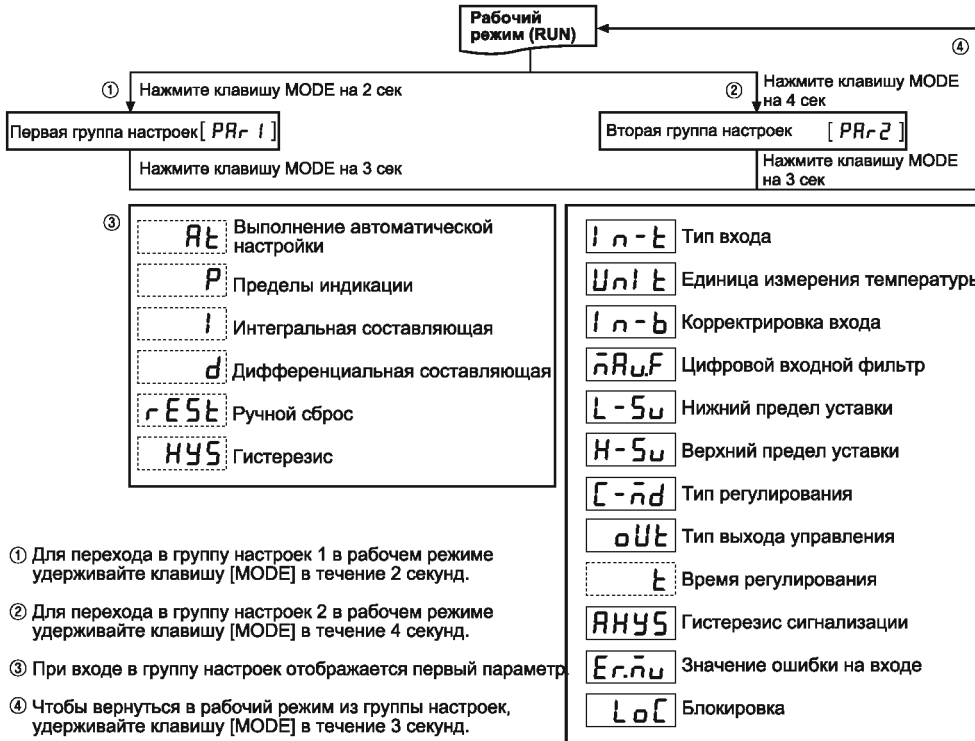 Рабочий
режим (RUN)
④
① Нажмите клавишу MODE на 2 сек
② Нажмите клавишу MODE
на 4 сек
Первая группа настроек [ PAr 1 ]
Вторая группа настроек [ PAr2 ]
Нажмите клавишу MODE на 3 сек
Нажмите клавишу MODE
на 3 сек
③
At Выполнение автоматической
настройки
P Пределы индикации
I Интегральная составляющая
d Дифференциальная составляющая
rESt Ручной сброс
HYS Гистерезис
In-t Тип входа
UnIt Единица измерения температуры
In-b Корректрировка входа
mAu.F Цифровой входной фильтр
L-Su Нижний предел уставки
H-Su Верхний предел уставки
C-md Тип регулирования
oUt Тип выхода управления
t Время регулирования
AHYS Гистерезис сигнализации
Er.mu Значение ошибки на входе
LoC Блокировка
① Для перехода в группу настроек 1 в рабочем режиме
удерживайте клавишу [MODE] в течение 2 секунд.
② Для перехода в группу настроек 2 в рабочем режиме
удерживайте клавишу [MODE] в течение 4 секунд.
③ При входе в группу настроек отображается первый параметр.
④ Чтобы вернуться в рабочий режим из группы настроек,
удерживайте клавишу [MODE] в течение 3 секунд.